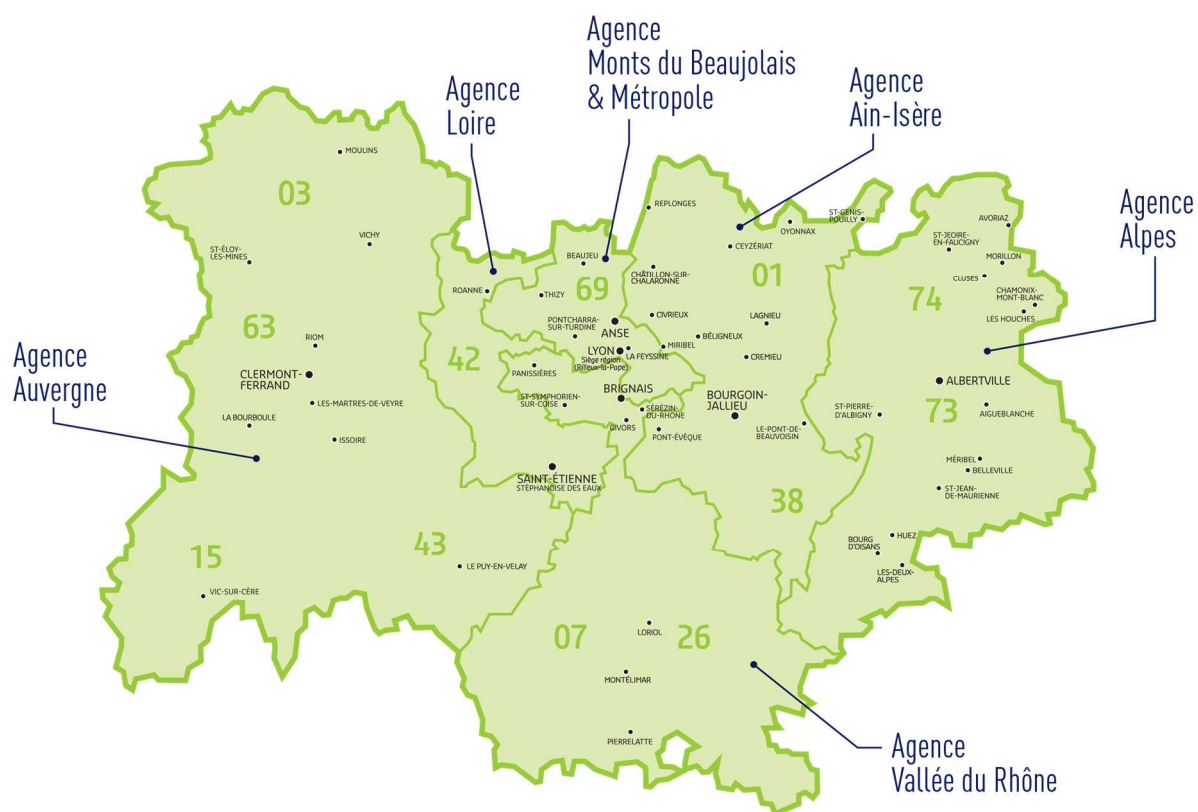 Agence
Monts du Beaujolais
& Métropole
Agence
Loire
Agence
Ain-Isère
Agence
Alpes
Agence
Auvergne
Agence
Vallée du Rhône
03
MOULINS
VICHY
ST-ÉLOY-
LES-MINES
63
RIOM
CLERMONT-
FERRAND
LES-MARTRES-DE-VEYRE
LA BOURBOULE
ISSOIRE
15
VIC-SUR-CÈRE
43
LE PUY-EN-VELAY
42
ROANNE
PANISSIÈRES
SAINT-ÉTIENNE
STÉPHANOISE DES EAUX
69
BEAUJEU
THIZY
PONTCHARRA-
SUR-TURDINE
ANSE
LYON
Siège région
(Rilleux-la-Pape)
LA FEYSSINE
BRIGNAIS
ST-SYMPHORIEN-
SUR-COISE
GIVORS
SÉRÉZIN-
DU-RHÔNE
PONT-ÉVÊQUE
REPLONGES
CEYZÉRIAT
OYONNAX
ST-GENIS-
POUILLY
CHÂTILLON-SUR-
CHALARONNE
01
CIVRIEUX
LAGNIEU
MIRIBEL
BÉLIGNEUX
CREMIEU
BOURGOIN-
JALLIEU
LE-PONT-DE-
BEAUVOISIN
38
AVORIAZ
ST-JEOIRE-
EN-FAUCIGNY
MORILLON
CLUSES
74
CHAMONIX-
MONT-BLANC
LES HOUCHES
ALBERTVILLE
ST-PIERRE-
D'ALBIGNY
73
AIGUEBLANCHE
MÉRIBEL
BELLEVILLE
ST-JEAN-
DE-MAURIENNE
HUEZ
BOURG
D'OISANS
LES-DEUX-
ALPES
07
LORIOL
26
MONTÉLIMAR
PIERRELATTE